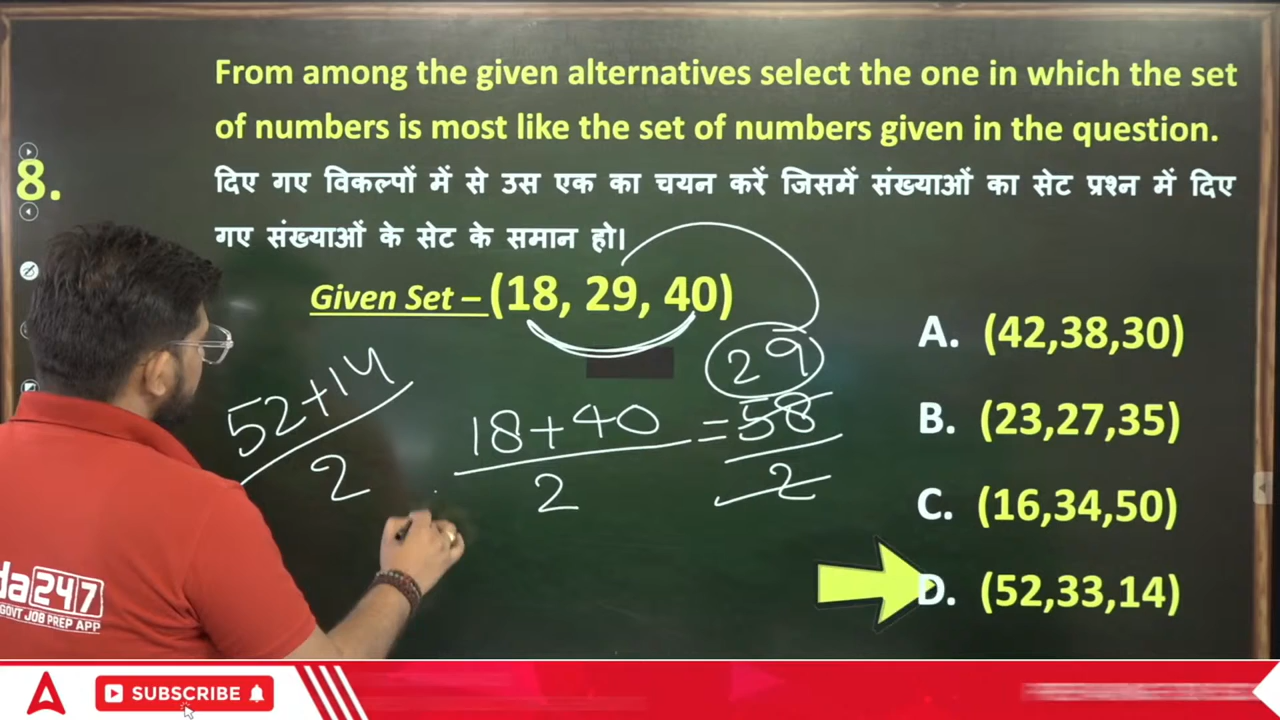 From among the given alternatives select the one in which the set
of numbers is most like the set of numbers given in the question.
8.
दिए गए विकल्पों में से उस एक का चयन करें जिसमें संख्याओं का सेट प्रश्न में दिए
गए संख्याओं के सेट के समान हो।
Given Set – (18, 29, 40)
A. (42,38,30)
B. (23,27,35)
C. (16,34,50)
D. (52,33,14)
52+14
2
18+40
2
=
58
2
29
da247
GOVT JOB PREP APP
SUBSCRIBE